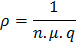 ρ = 1 / n.μ.q